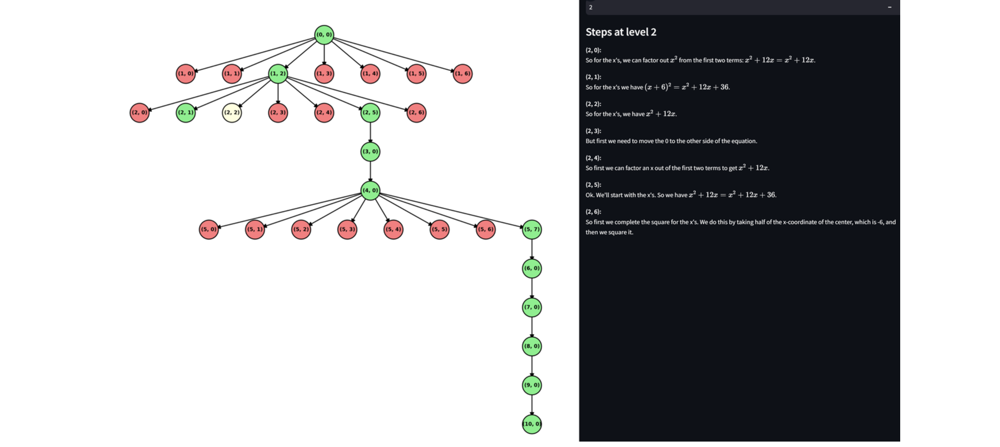 (0, 0)
(1, 0) (1, 1) (1, 2) (1, 3) (1, 4) (1, 5) (1, 6)
(2, 0) (2, 1) (2, 2) (2, 3) (2, 4) (2, 5) (2, 6)
(3, 0)
(4, 0)
(5, 0) (5, 1) (5, 2) (5, 3) (5, 4) (5, 5) (5, 6) (5, 7)
(6, 0)
(7, 0)
(8, 0)
(9, 0)
(10, 0)
2 −
Steps at level 2
(2, 0):
So for the x's, we can factor out x² from the first two terms: x² + 12x = x² + 12x.
(2, 1):
So for the x's we have (x + 6)² = x² + 12x + 36.
(2, 2):
So for the x's, we have x² + 12x.
(2, 3):
But first we need to move the 0 to the other side of the equation.
(2, 4):
So first we can factor an x out of the first two terms to get x² + 12x.
(2, 5):
Ok. We'll start with the x's. So we have x² + 12x = x² + 12x + 36.
(2, 6):
So first we complete the square for the x's. We do this by taking half of the x-coordinate of the center, which is -6, and
then we square it.